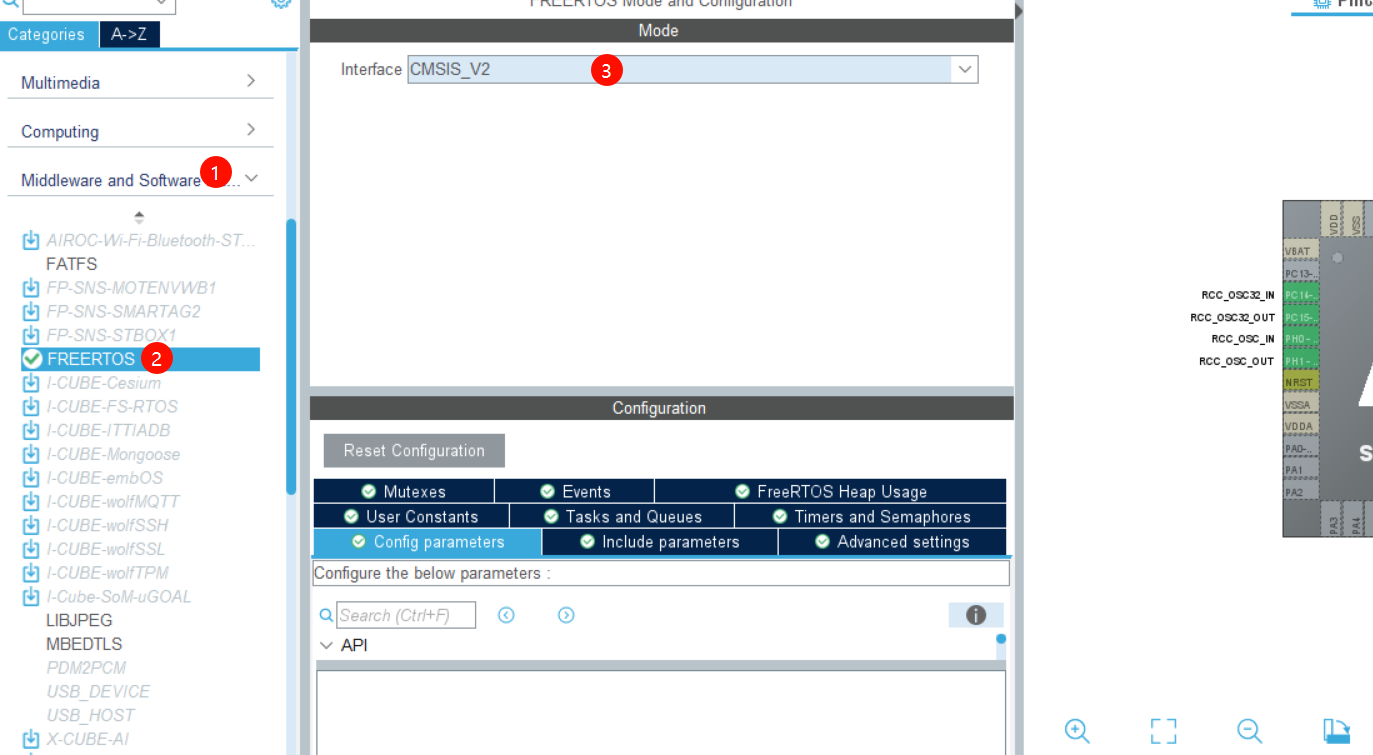 FREERTOS Mode and Configuration
Categories
A->Z
Mode
Interface CMSIS_V2
3
Multimedia
Computing
Middleware and Software
1
AIROC-Wi-Fi-Bluetooth-ST...
FATFS
FP-SNS-MOTENVWB1
FP-SNS-SMARTAG2
FP-SNS-STBOX1
FREERTOS
2
I-CUBE-Cesium
I-CUBE-FS-RTOS
I-CUBE-ITTIADB
I-CUBE-Mongoose
I-CUBE-embOS
I-CUBE-wolfMQTT
I-CUBE-wolfSSH
I-CUBE-wolfSSL
I-CUBE-wolfTPM
I-Cube-SoM-uGOAL
LIBJPEG
MBEDTLS
PDM2PCM
USB_DEVICE
USB_HOST
X-CUBE-AI
Configuration
Reset Configuration
Mutexes
Events
FreeRTOS Heap Usage
User Constants
Tasks and Queues
Timers and Semaphores
Config parameters
Include parameters
Advanced settings
Configure the below parameters :
Search (Ctrl+F)
API
VDD
VSS
VBAT
PC13-..
RCC_OSC32_IN
PC14-..
RCC_OSC32_OUT
PC15-..
RCC_OSC_IN
PH0-..
RCC_OSC_OUT
PH1-..
NRST
VSSA
VDDA
PA0-..
PA1
PA2
PA3
PA4